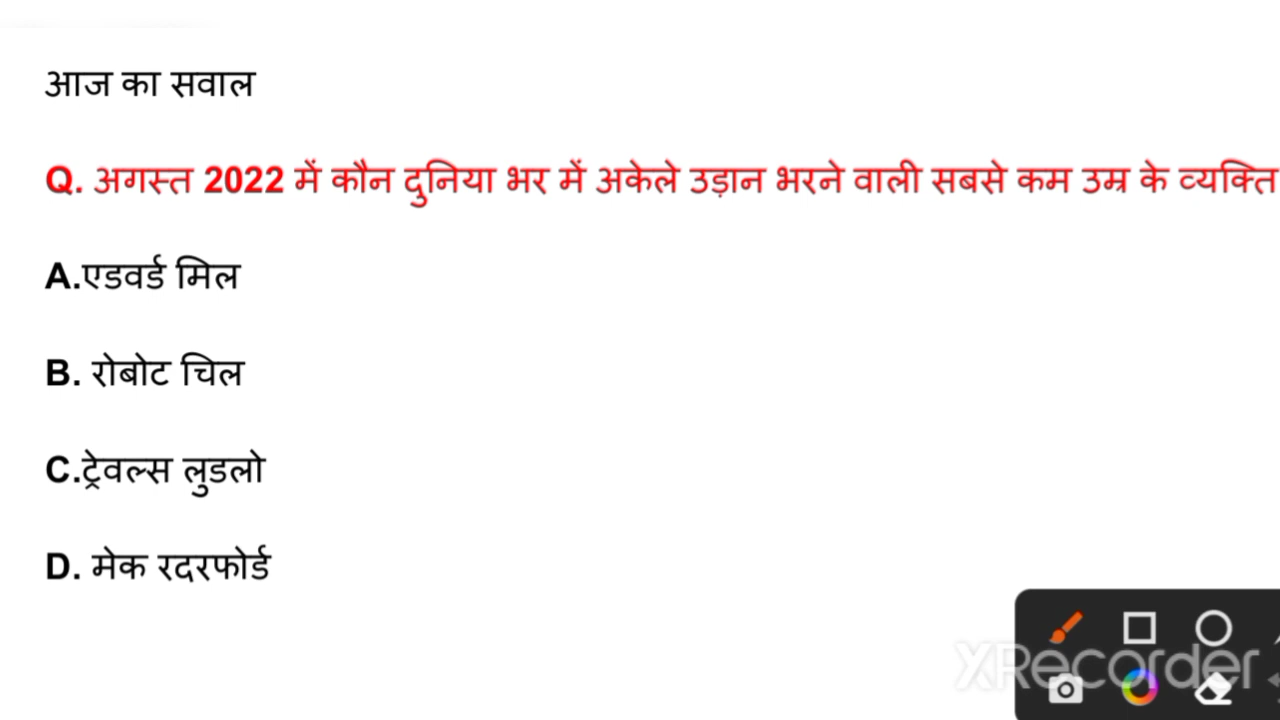 आज का सवाल
Q. अगस्त 2022 में कौन दुनिया भर में अकेले उड़ान भरने वाली सबसे कम उम्र के व्यक्ति
A.एडवर्ड मिल
B. रोबोट चिल
C.ट्रेवल्स लुडलो
D. मेक रदरफोर्ड
XRecorder